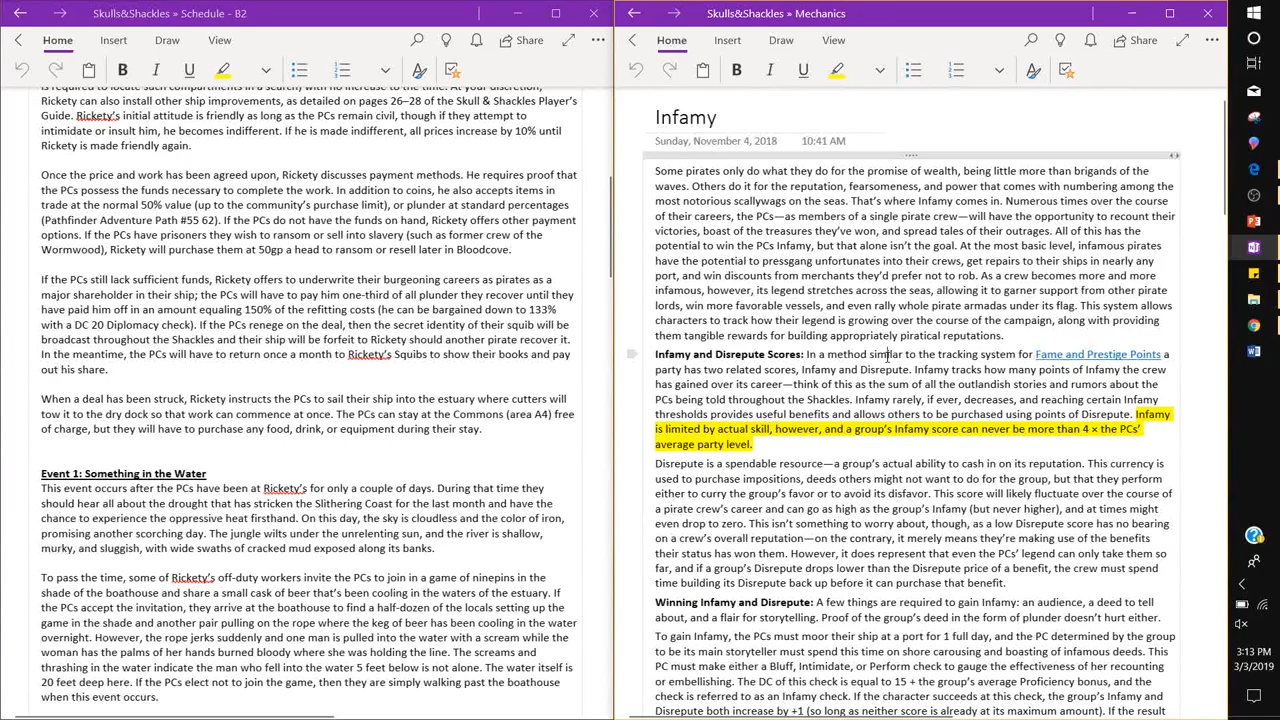 Skulls&Shackles » Schedule - B2
Home
Insert
Draw
View
Share
is required to locate such compartments in a search) with no increase to the time. At your discretion,
Rickety can also install other ship improvements, as detailed on pages 26–28 of the Skull & Shackles Player's
Guide. Rickety's initial attitude is friendly as long as the PCs remain civil, though if they attempt to
intimidate or insult him, he becomes indifferent. If he is made indifferent, all prices increase by 10% until
Rickety is made friendly again.
Once the price and work has been agreed upon, Rickety discusses payment methods. He requires proof that
the PCs possess the funds necessary to complete the work. In addition to coins, he also accepts items in
trade at the normal 50% value (up to the community's purchase limit), or plunder at standard percentages
(Pathfinder Adventure Path #55 62). If the PCs do not have the funds on hand, Rickety offers other payment
options. If the PCs have prisoners they wish to ransom or sell into slavery (such as former crew of the
Wormwood), Rickety will purchase them at 50gp a head to ransom or resell later in Bloodcove.
If the PCs still lack sufficient funds, Rickety offers to underwrite their burgeoning careers as pirates as a
major shareholder in their ship; the PCs will have to pay him one-third of all plunder they recover until they
have paid him off in an amount equaling 150% of the refitting costs (he can be bargained down to 133%
with a DC 20 Diplomacy check). If the PCs renege on the deal, then the secret identity of their squib will be
broadcast throughout the Shackles and their ship will be forfeit to Rickety should another pirate recover it.
In the meantime, the PCs will have to return once a month to Rickety's Squibs to show their books and pay
out his share.
When a deal has been struck, Rickety instructs the PCs to sail their ship into the estuary where cutters will
tow it to the dry dock so that work can commence at once. The PCs can stay at the Commons (area A4) free
of charge, but they will have to purchase any food, drink, or equipment during their stay.
Event 1: Something in the Water
This event occurs after the PCs have been at Rickety's for only a couple of days. During that time they
should hear all about the drought that has stricken the Slithering Coast for the last month and have the
chance to experience the oppressive heat firsthand. On this day, the sky is cloudless and the color of iron,
promising another scorching day. The jungle wilts under the unrelenting sun, and the river is shallow,
murky, and sluggish, with wide swaths of cracked mud exposed along its banks.
To pass the time, some of Rickety's off-duty workers invite the PCs to join in a game of ninepins in the
shade of the boathouse and share a small cask of beer that's been cooling in the waters of the estuary. If
the PCs accept the invitation, they arrive at the boathouse to find a half-dozen of the locals setting up the
game in the shade and another pair pulling on the rope where the keg of beer has been cooling in the water
overnight. However, the rope jerks suddenly and one man is pulled into the water with a scream while the
woman has the palms of her hands burned bloody where she was holding the line. The screams and
thrashing in the water indicate the man who fell into the water 5 feet below is not alone. The water itself is
20 feet deep here. If the PCs elect not to join the game, then they are simply walking past the boathouse
when this event occurs.
Skulls&Shackles » Mechanics
Home
Insert
Draw
View
Share
Infamy
Sunday, November 4, 2018 10:41 AM
Some pirates only do what they do for the promise of wealth, being little more than brigands of the
waves. Others do it for the reputation, fearsomeness, and power that comes with numbering among the
most notorious scallywags on the seas. That's where Infamy comes in. Numerous times over the course
of their careers, the PCs—as members of a single pirate crew—will have the opportunity to recount their
victories, boast of the treasures they've won, and spread tales of their outrages. All of this has the
potential to win the PCs Infamy, but that alone isn't the goal. At the most basic level, infamous pirates
have the potential to pressgang unfortunates into their crews, get repairs to their ships in nearly any
port, and win discounts from merchants they'd prefer not to rob. As a crew becomes more and more
infamous, however, its legend stretches across the seas, allowing it to garner support from other pirate
lords, win more favorable vessels, and even rally whole pirate armadas under its flag. This system allows
characters to track how their legend is growing over the course of the campaign, along with providing
them tangible rewards for building appropriately piratical reputations.
Infamy and Disrepute Scores: In a method similar to the tracking system for Fame and Prestige Points a
party has two related scores, Infamy and Disrepute. Infamy tracks how many points of Infamy the crew
has gained over its career—think of this as the sum of all the outlandish stories and rumors about the
PCs being told throughout the Shackles. Infamy rarely, if ever, decreases, and reaching certain Infamy
thresholds provides useful benefits and allows others to be purchased using points of Disrepute. Infamy
is limited by actual skill, however, and a group's Infamy score can never be more than 4 × the PCs'
average party level.
Disrepute is a spendable resource—a group's actual ability to cash in on its reputation. This currency is
used to purchase impositions, deeds others might not want to do for the group, but that they perform
either to curry the group's favor or to avoid its disfavor. This score will likely fluctuate over the course of
a pirate crew's career and can go as high as the group's Infamy (but never higher), and at times might
even drop to zero. This isn't something to worry about, though, as a low Disrepute score has no bearing
on a crew's overall reputation—on the contrary, it merely means they're making use of the benefits
their status has won them. However, it does represent that even the PCs' legend can only take them so
far, and if a group's Disrepute drops lower than the Disrepute price of a benefit, the crew must spend
time building its Disrepute back up before it can purchase that benefit.
Winning Infamy and Disrepute: A few things are required to gain Infamy: an audience, a deed to tell
about, and a flair for storytelling. Proof of the group's deed in the form of plunder doesn't hurt either.
To gain Infamy, the PCs must moor their ship at a port for 1 full day, and the PC determined by the group
to be its main storyteller must spend this time on shore carousing and boasting of infamous deeds. This
PC must make either a Bluff, Intimidate, or Perform check to gauge the effectiveness of her recounting
or embellishing. The DC of this check is equal to 15 + the group's average Proficiency bonus, and the
check is referred to as an Infamy check. If the character succeeds at this check, the group's Infamy and
Disrepute both increase by +1 (so long as neither score is already at its maximum amount). If the result
3:13 PM
3/3/2019